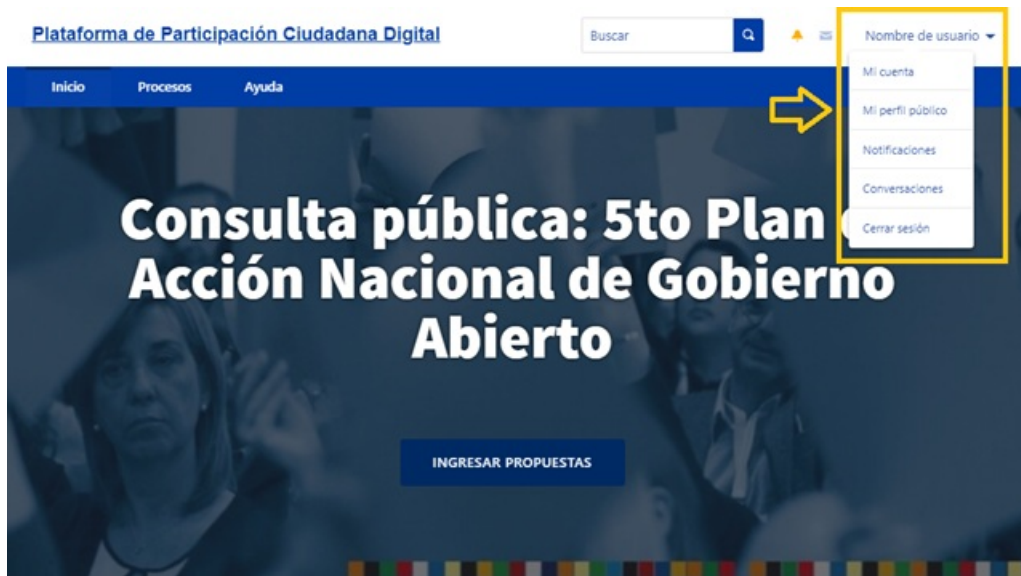 Plataforma de Participación Ciudadana Digital
Buscar
Nombre de usuario
Inicio
Procesos
Ayuda
Mi cuenta
Mi perfil público
Notificaciones
Conversaciones
Cerrar sesión
Consulta pública: 5to Plan
Acción Nacional de Gobierno
Abierto
INGRESAR PROPUESTAS